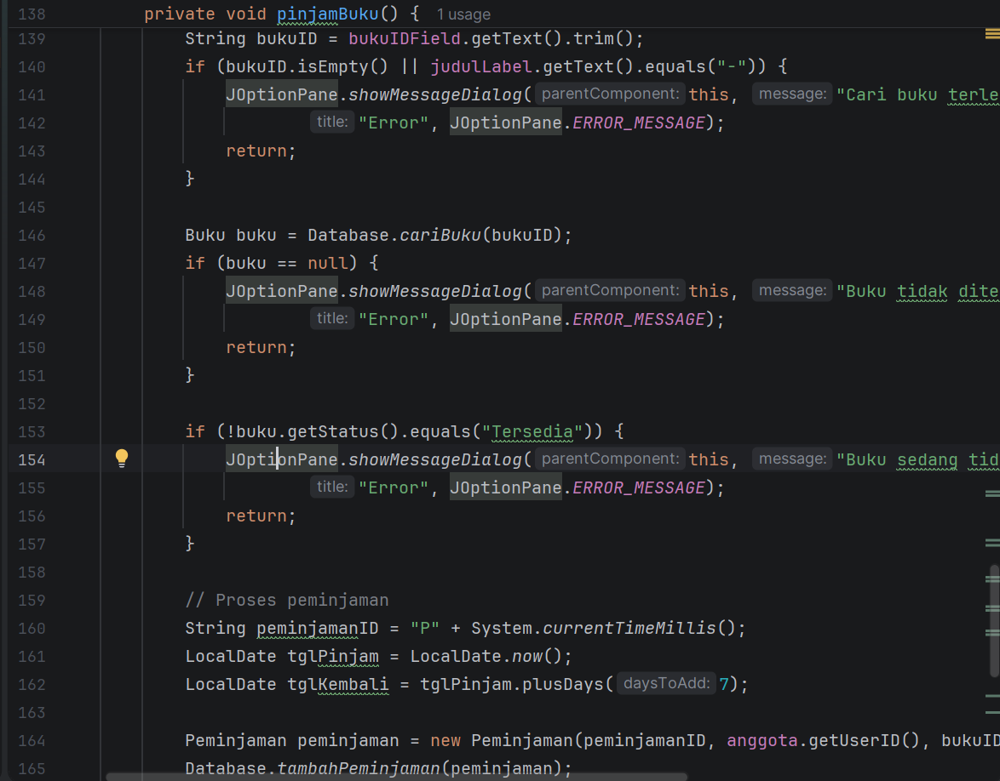 138 private void pinjamBuku() { 1 usage
139 String bukuID = bukuIDField.getText().trim();
140 if (bukuID.isEmpty() || judulLabel.getText().equals("-")) {
141 JOptionPane.showMessageDialog( parentComponent: this, message: "Cari buku terle
142 title: "Error", JOptionPane.ERROR_MESSAGE);
143 return;
144 }
145
146 Buku buku = Database.cariBuku(bukuID);
147 if (buku == null) {
148 JOptionPane.showMessageDialog( parentComponent: this, message: "Buku tidak dite
149 title: "Error", JOptionPane.ERROR_MESSAGE);
150 return;
151 }
152
153 if (!buku.getStatus().equals("Tersedia")) {
154 JOptionPane.showMessageDialog( parentComponent: this, message: "Buku sedang tid
155 title: "Error", JOptionPane.ERROR_MESSAGE);
156 return;
157 }
158
159 // Proses peminjaman
160 String peminjamanID = "P" + System.currentTimeMillis();
161 LocalDate tglPinjam = LocalDate.now();
162 LocalDate tglKembali = tglPinjam.plusDays( daysToAdd: 7);
163
164 Peminjaman peminjaman = new Peminjaman(peminjamanID, anggota.getUserID(), bukuID
165 Database.tambahPeminjaman(peminjaman);